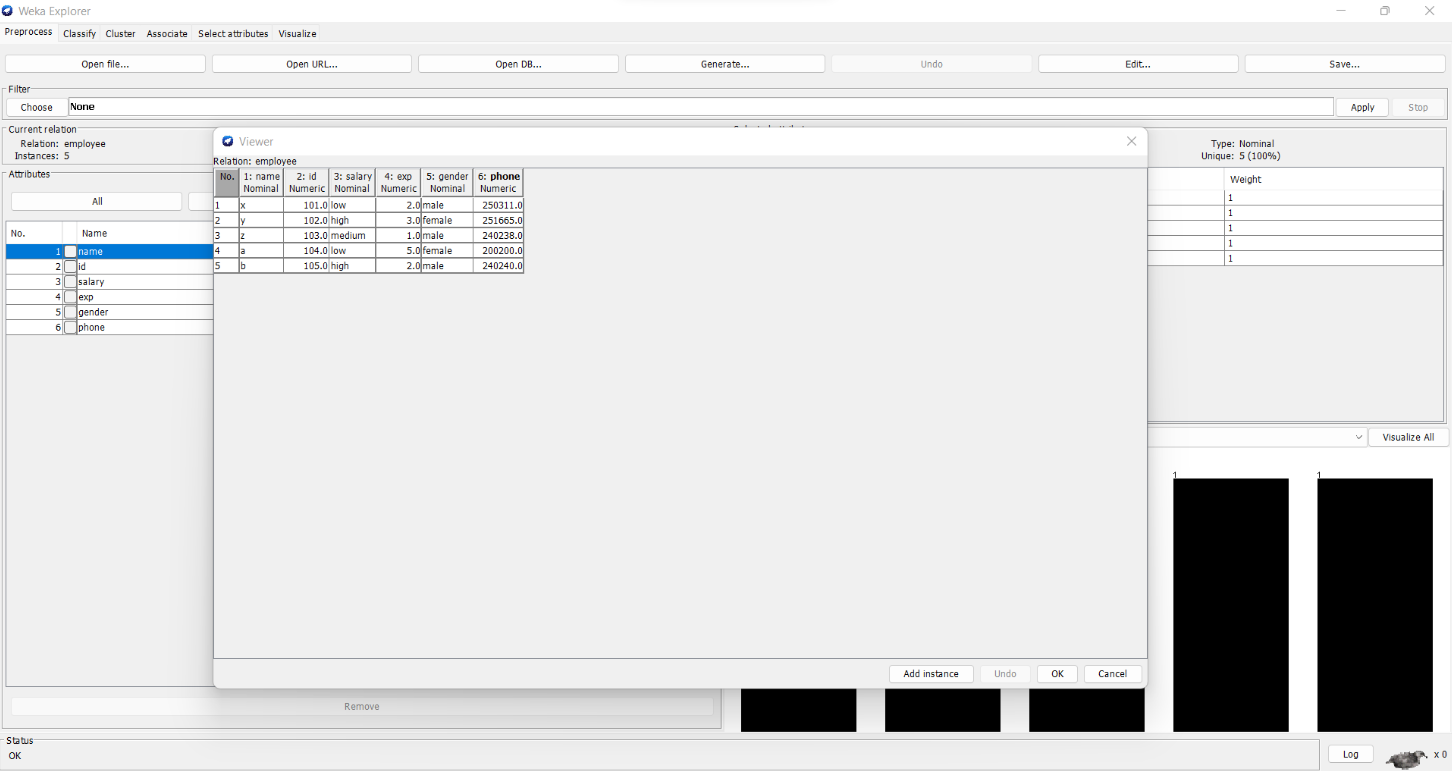 Weka Explorer
Preprocess Classify Cluster Associate Select attributes Visualize
Open file... Open URL... Open DB... Generate... Undo Edit... Save...
Filter
Choose None Apply Stop
Current relation
Relation: employee
Instances: 5
Type: Nominal
Unique: 5 (100%)
Attributes
All
No. Name
1 name
2 id
3 salary
4 exp
5 gender
6 phone
Weight
1
1
1
1
1
Viewer
Relation: employee
No. 1: name 2: id 3: salary 4: exp 5: gender 6: phone
Nominal Numeric Nominal Numeric Nominal Numeric
1 x 101.0 low 2.0 male 250311.0
2 y 102.0 high 3.0 female 251665.0
3 z 103.0 medium 1.0 male 240238.0
4 a 104.0 low 5.0 female 200200.0
5 b 105.0 high 2.0 male 240240.0
Add instance Undo OK Cancel
Visualize All
1 1
Remove
Status
OK
Log x 0